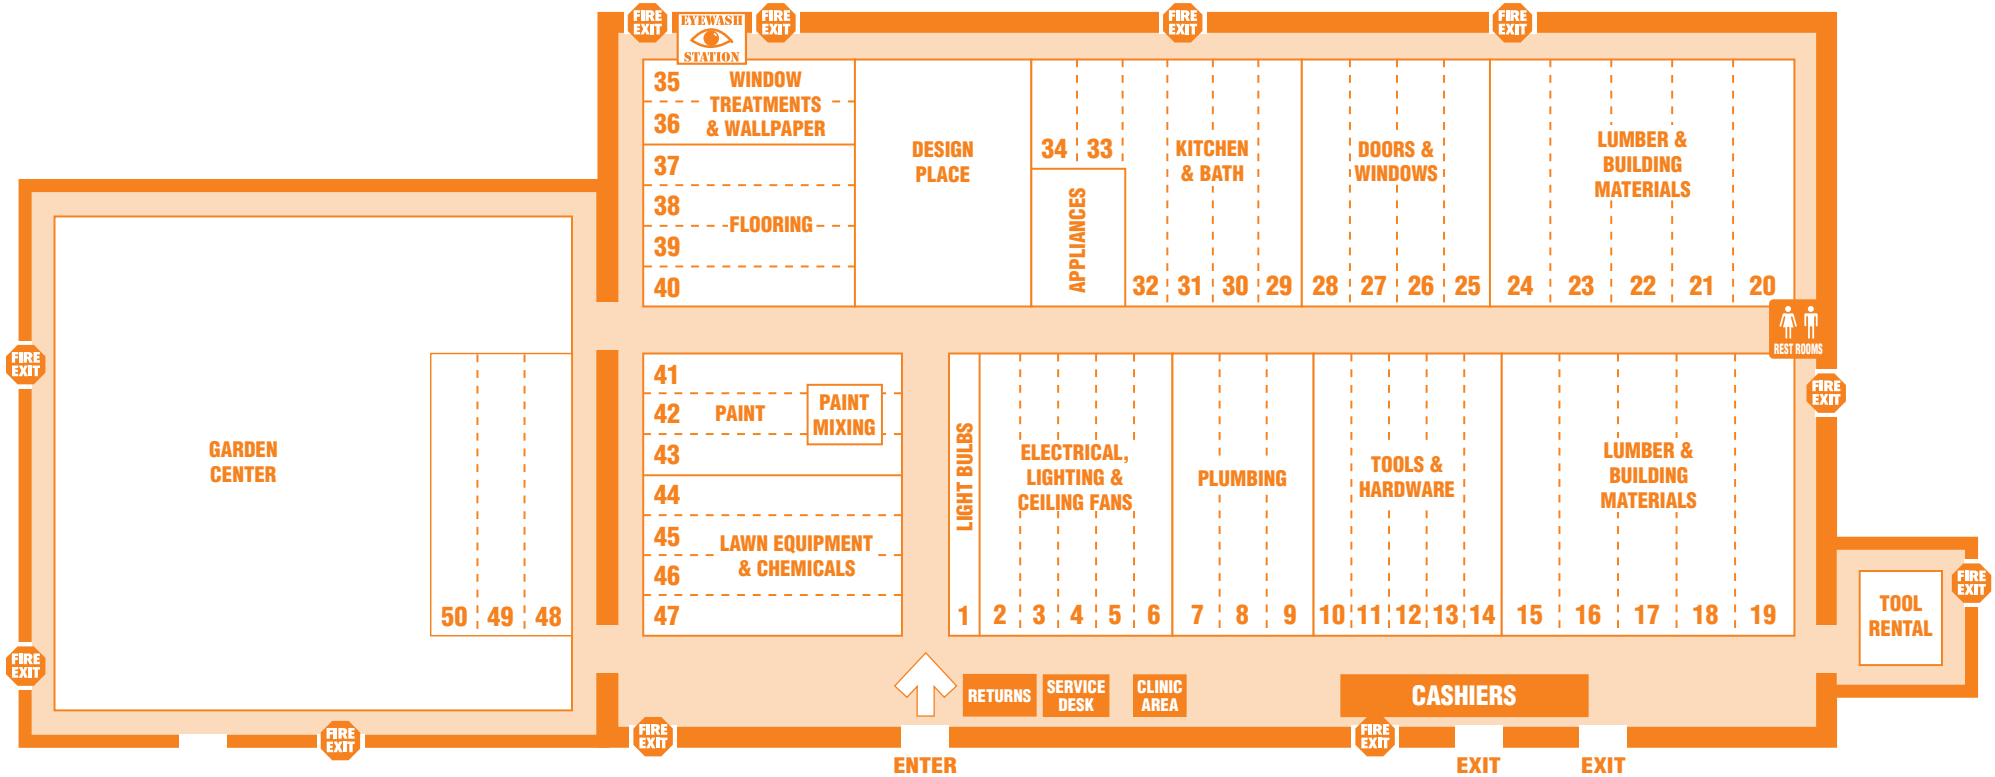 FIRE
EXIT
EYEWASH
STATION
FIRE
EXIT
FIRE
EXIT
FIRE
EXIT
35
WINDOW
TREATMENTS
36
& WALLPAPER
37
38
FLOORING
39
40
DESIGN
PLACE
34 33
APPLIANCES
KITCHEN
& BATH
32 31 30 29
DOORS &
WINDOWS
28 27 26 25
LUMBER &
BUILDING
MATERIALS
24 23 22 21 20
REST ROOMS
FIRE
EXIT
FIRE
EXIT
GARDEN
CENTER
50 49 48
FIRE
EXIT
FIRE
EXIT
41
42 PAINT
PAINT
MIXING
43
44
45
LAWN EQUIPMENT
46
& CHEMICALS
47
LIGHT BULBS
1
ELECTRICAL,
LIGHTING &
CEILING FANS
2 3 4 5 6
PLUMBING
7 8 9
TOOLS &
HARDWARE
10 11 12 13 14
LUMBER &
BUILDING
MATERIALS
15 16 17 18 19
FIRE
EXIT
TOOL
RENTAL
RETURNS
SERVICE
DESK
CLINIC
AREA
CASHIERS
FIRE
EXIT
FIRE
EXIT
ENTER
EXIT
EXIT